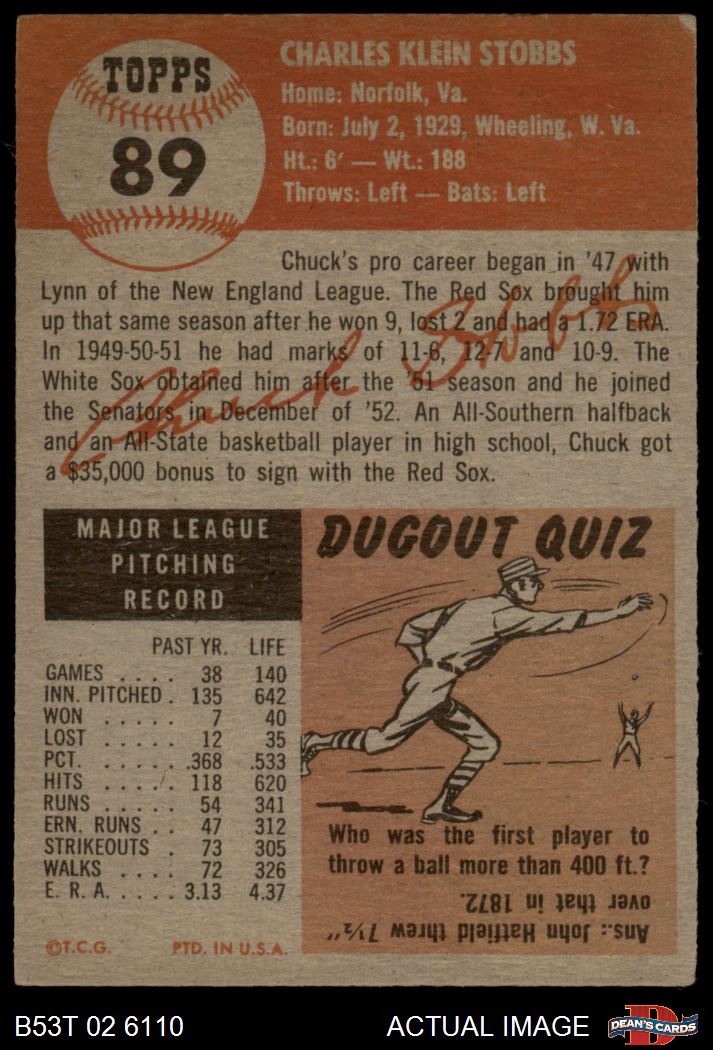 TOPPS
89
CHARLES KLEIN STOBBS
Home: Norfolk, Va.
Born: July 2, 1929, Wheeling, W. Va.
Ht.: 6' — Wt.: 188
Throws: Left — Bats: Left
Chuck's pro career began in '47 with
Lynn of the New England League. The Red Sox brought him
up that same season after he won 9, lost 2 and had a 1.72 ERA.
In 1949-50-51 he had marks of 11-6, 12-7 and 10-9. The
White Sox obtained him after the '51 season and he joined
the Senators in December of '52. An All-Southern halfback
and an All-State basketball player in high school, Chuck got
a $35,000 bonus to sign with the Red Sox.
Chuck Stobbs
MAJOR LEAGUE
PITCHING
RECORD
PAST YR. LIFE
GAMES . . . . 38 140
INN. PITCHED . 135 642
WON . . . . . 7 40
LOST . . . . . 12 35
PCT. . . . . . .368 .533
HITS . . . . . 118 620
RUNS . . . . . 54 341
ERN. RUNS . . 47 312
STRIKEOUTS . 73 305
WALKS . . . . 72 326
E. R. A. . . . . 3.13 4.37
©T.C.G. PTD. IN U.S.A.
DUGOUT QUIZ
Who was the first player to
throw a ball more than 400 ft.?
Ans.: John Hatfield threw 7½"
over that in 1872.
B53T 02 6110
ACTUAL IMAGE
D
DEAN'S CARDS